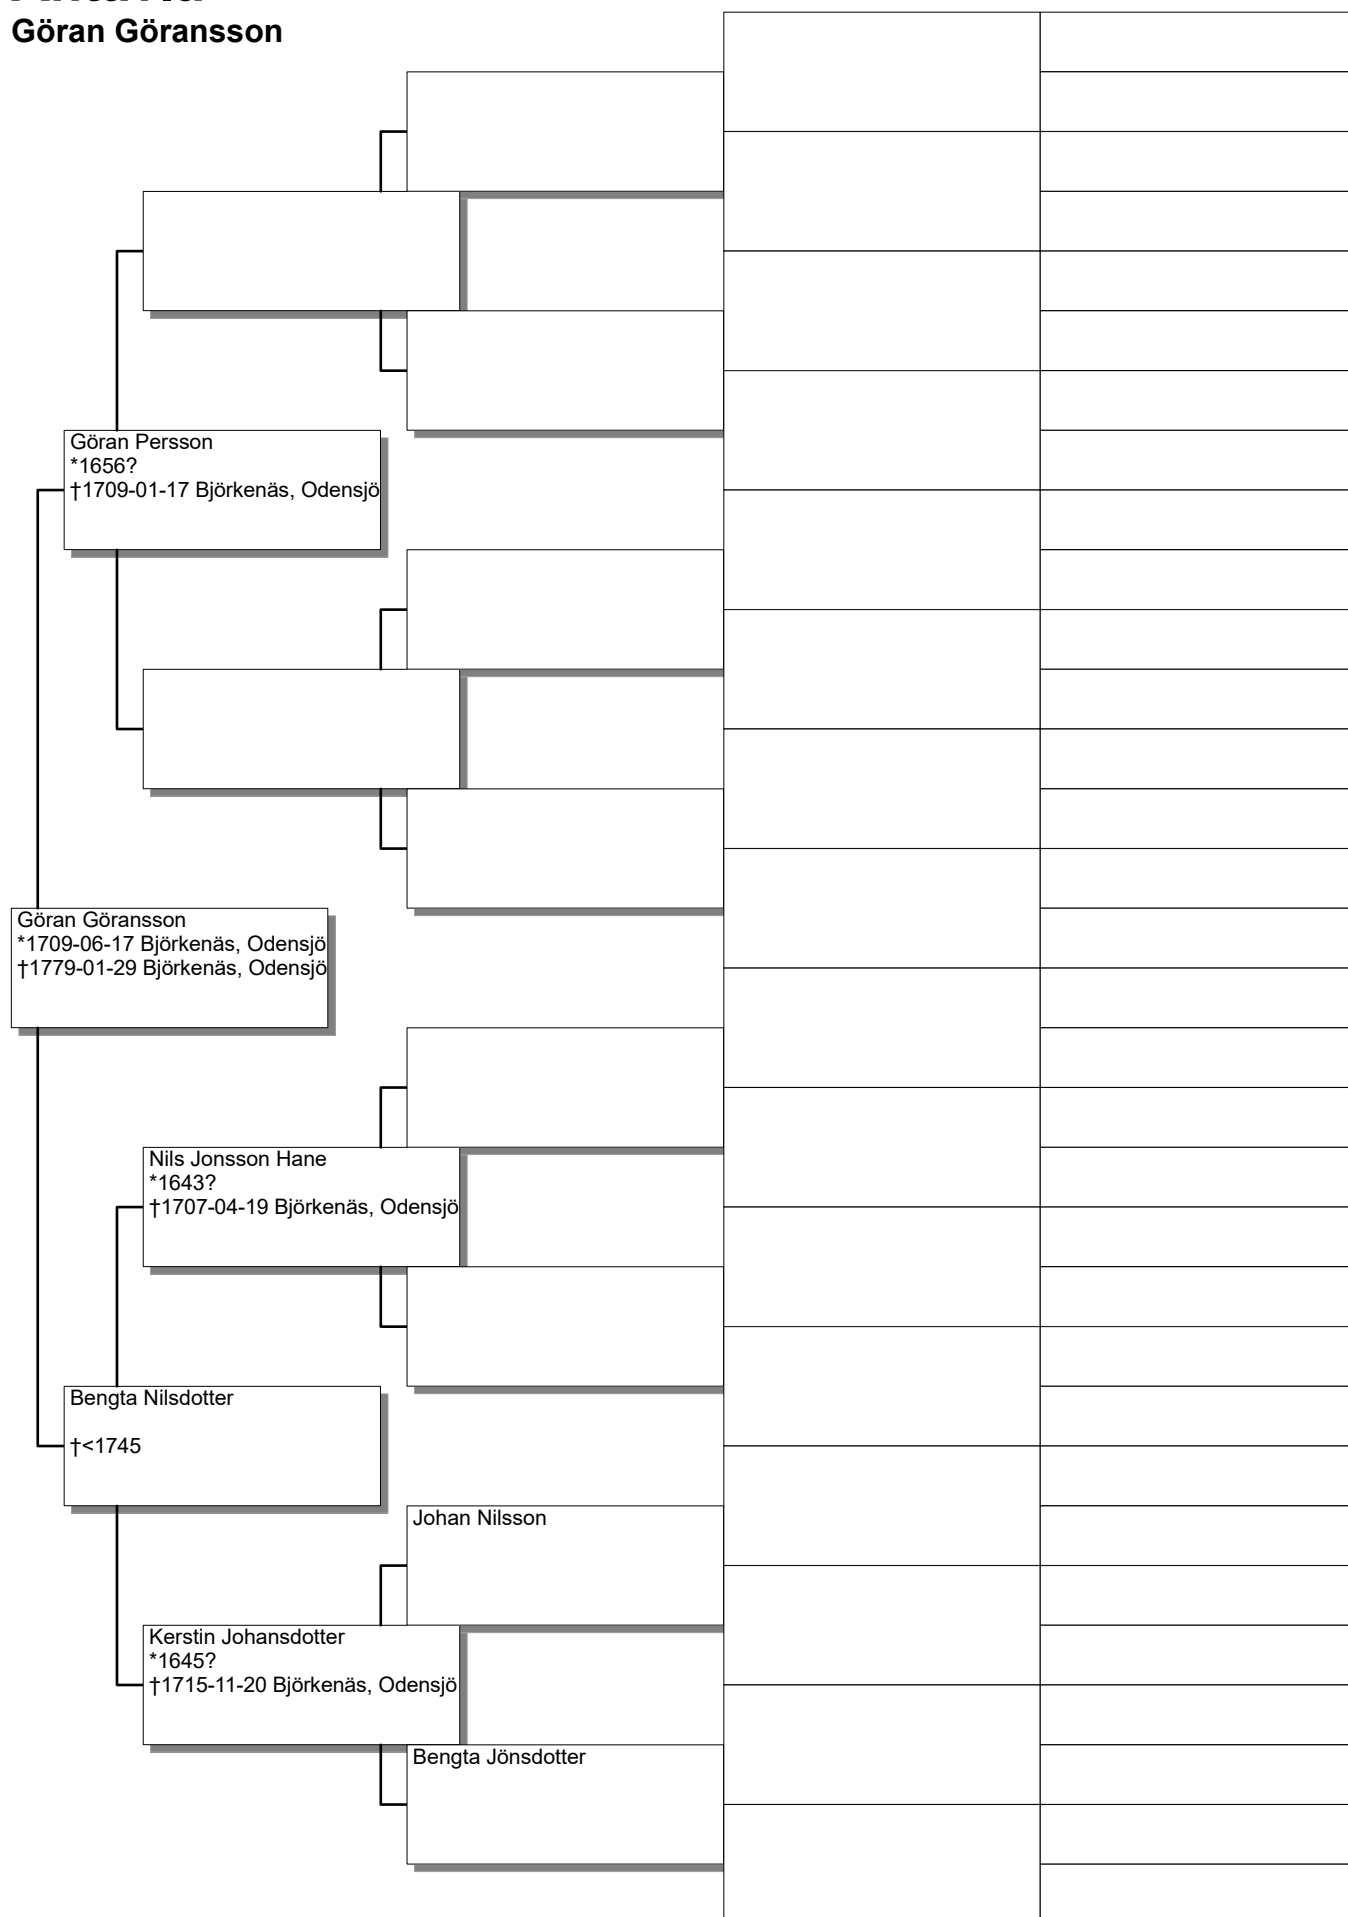 Göran Göransson
Göran Persson
*1656?
†1709-01-17 Björkenäs, Odensjö
Göran Göransson
*1709-06-17 Björkenäs, Odensjö
†1779-01-29 Björkenäs, Odensjö
Nils Jonsson Hane
*1643?
†1707-04-19 Björkenäs, Odensjö
Bengta Nilsdotter
†<1745
Johan Nilsson
Kerstin Johansdotter
*1645?
†1715-11-20 Björkenäs, Odensjö
Bengta Jönsdotter